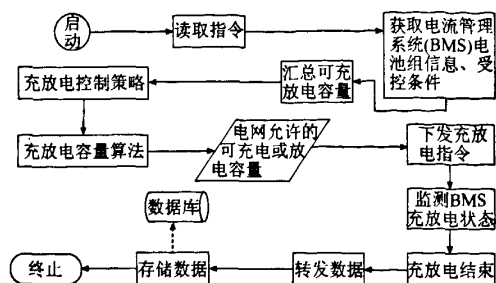 启
动
读取指令
获取电流管理
系统(BMS)电
池组信息、受
控条件
汇总可充
放电容量
充放电控制策略
充放电容量算法
电网允许的
可充电或放
电容量
下发充放
电指令
监测BMS
充放电状态
充放电结束
转发数据
存储数据
数据库
终止